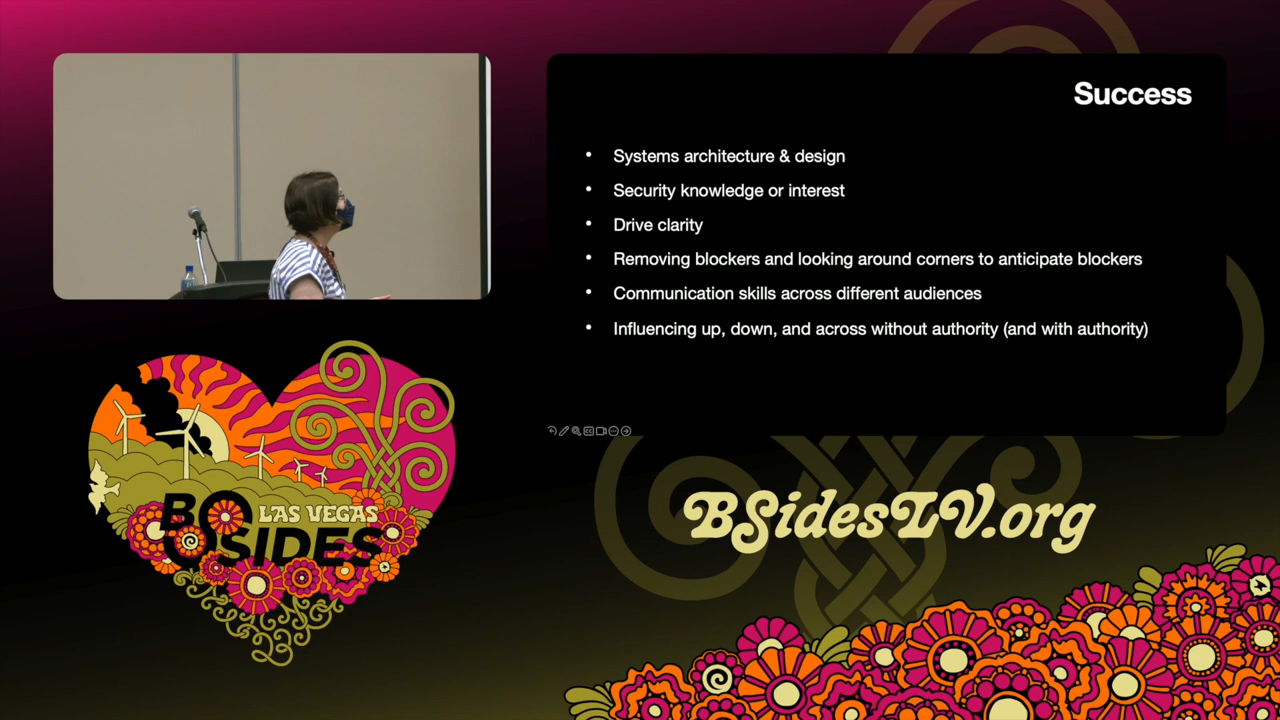 Success
• Systems architecture & design
• Security knowledge or interest
• Drive clarity
• Removing blockers and looking around corners to anticipate blockers
• Communication skills across different audiences
• Influencing up, down, and across without authority (and with authority)
LAS VEGAS
BSIDES
BSidesLV.org